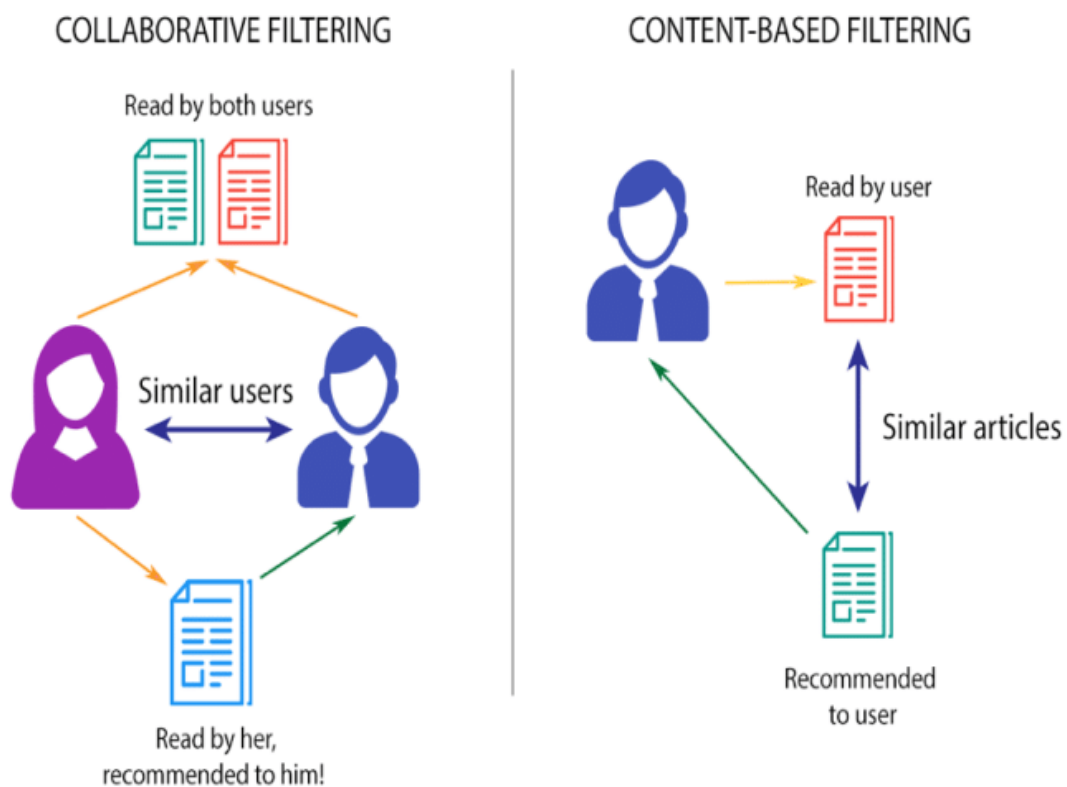 COLLABORATIVE FILTERING
Read by both users
Similar users
Read by her,
recommended to him!
CONTENT-BASED FILTERING
Read by user
Similar articles
Recommended
to user